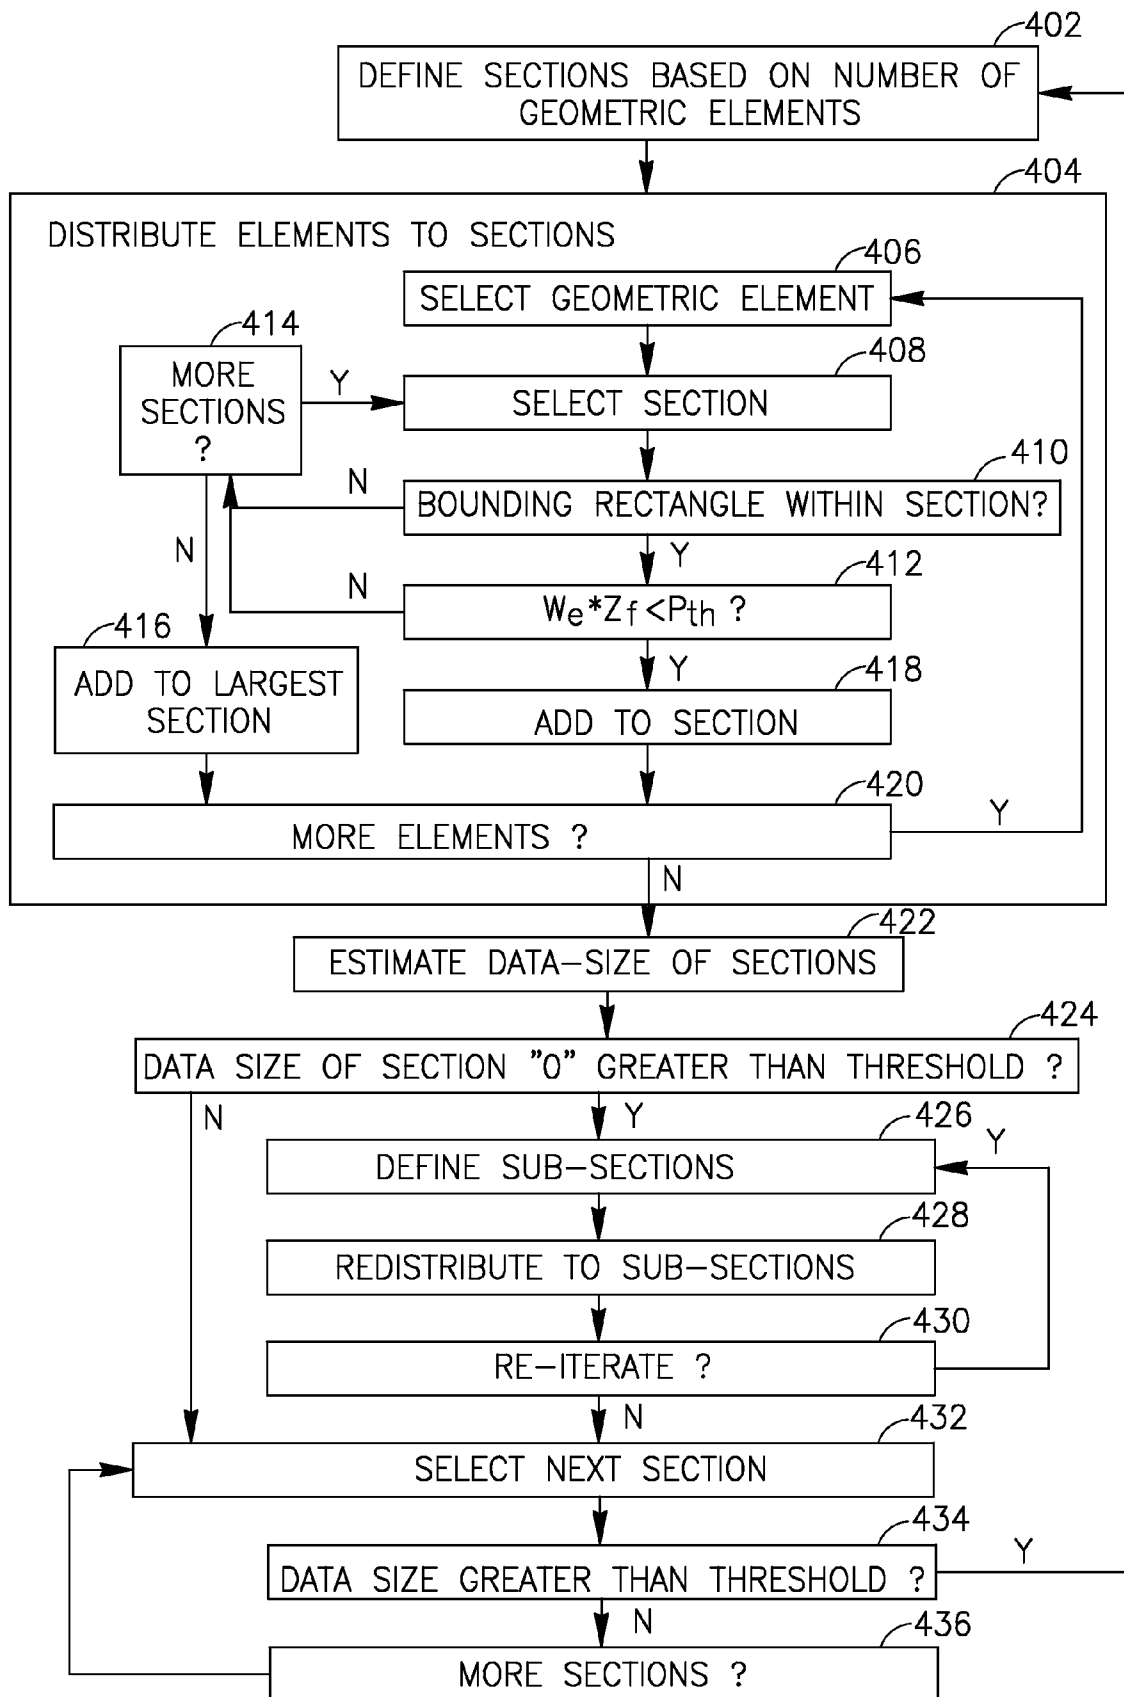 402
DEFINE SECTIONS BASED ON NUMBER OF
GEOMETRIC ELEMENTS
404
DISTRIBUTE ELEMENTS TO SECTIONS
406
SELECT GEOMETRIC ELEMENT
414
MORE
SECTIONS
?
Y
408
SELECT SECTION
410
BOUNDING RECTANGLE WITHIN SECTION?
N
N
Y
412
We*Zf<Pth ?
N
416
ADD TO LARGEST
SECTION
Y
418
ADD TO SECTION
420
MORE ELEMENTS ?
Y
N
422
ESTIMATE DATA-SIZE OF SECTIONS
424
DATA SIZE OF SECTION "0" GREATER THAN THRESHOLD ?
N
Y
426
DEFINE SUB-SECTIONS
Y
428
REDISTRIBUTE TO SUB-SECTIONS
430
RE-ITERATE ?
N
432
SELECT NEXT SECTION
434
DATA SIZE GREATER THAN THRESHOLD ?
Y
N
436
MORE SECTIONS ?